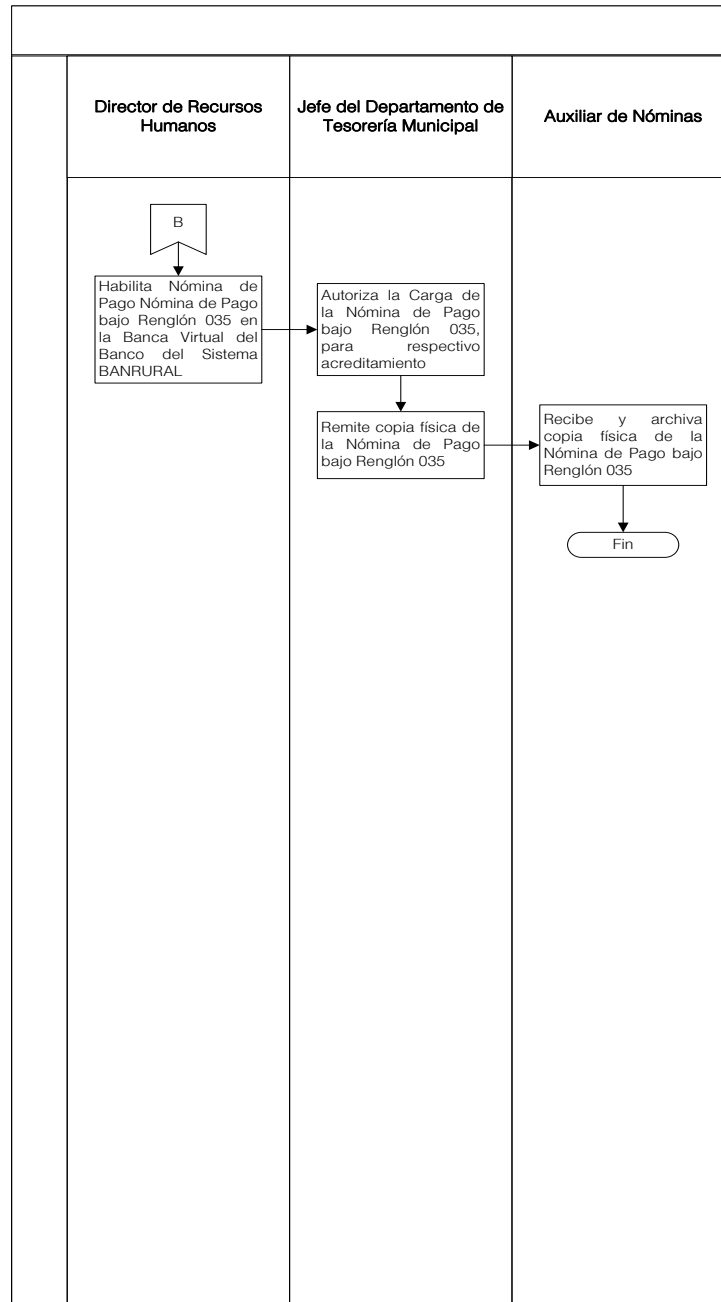 Director de Recursos
Humanos
Jefe del Departamento de
Tesorería Municipal
Auxiliar de Nóminas
B
Habilita Nómina de
Pago Nómina de Pago
bajo Renglón 035 en
la Banca Virtual del
Banco del Sistema
BANRURAL
Autoriza la Carga de
la Nómina de Pago
bajo Renglón 035,
para respectivo
acreditamiento
Remite copia física de
la Nómina de Pago
bajo Renglón 035
Recibe y archiva
copia física de la
Nómina de Pago bajo
Renglón 035
Fin